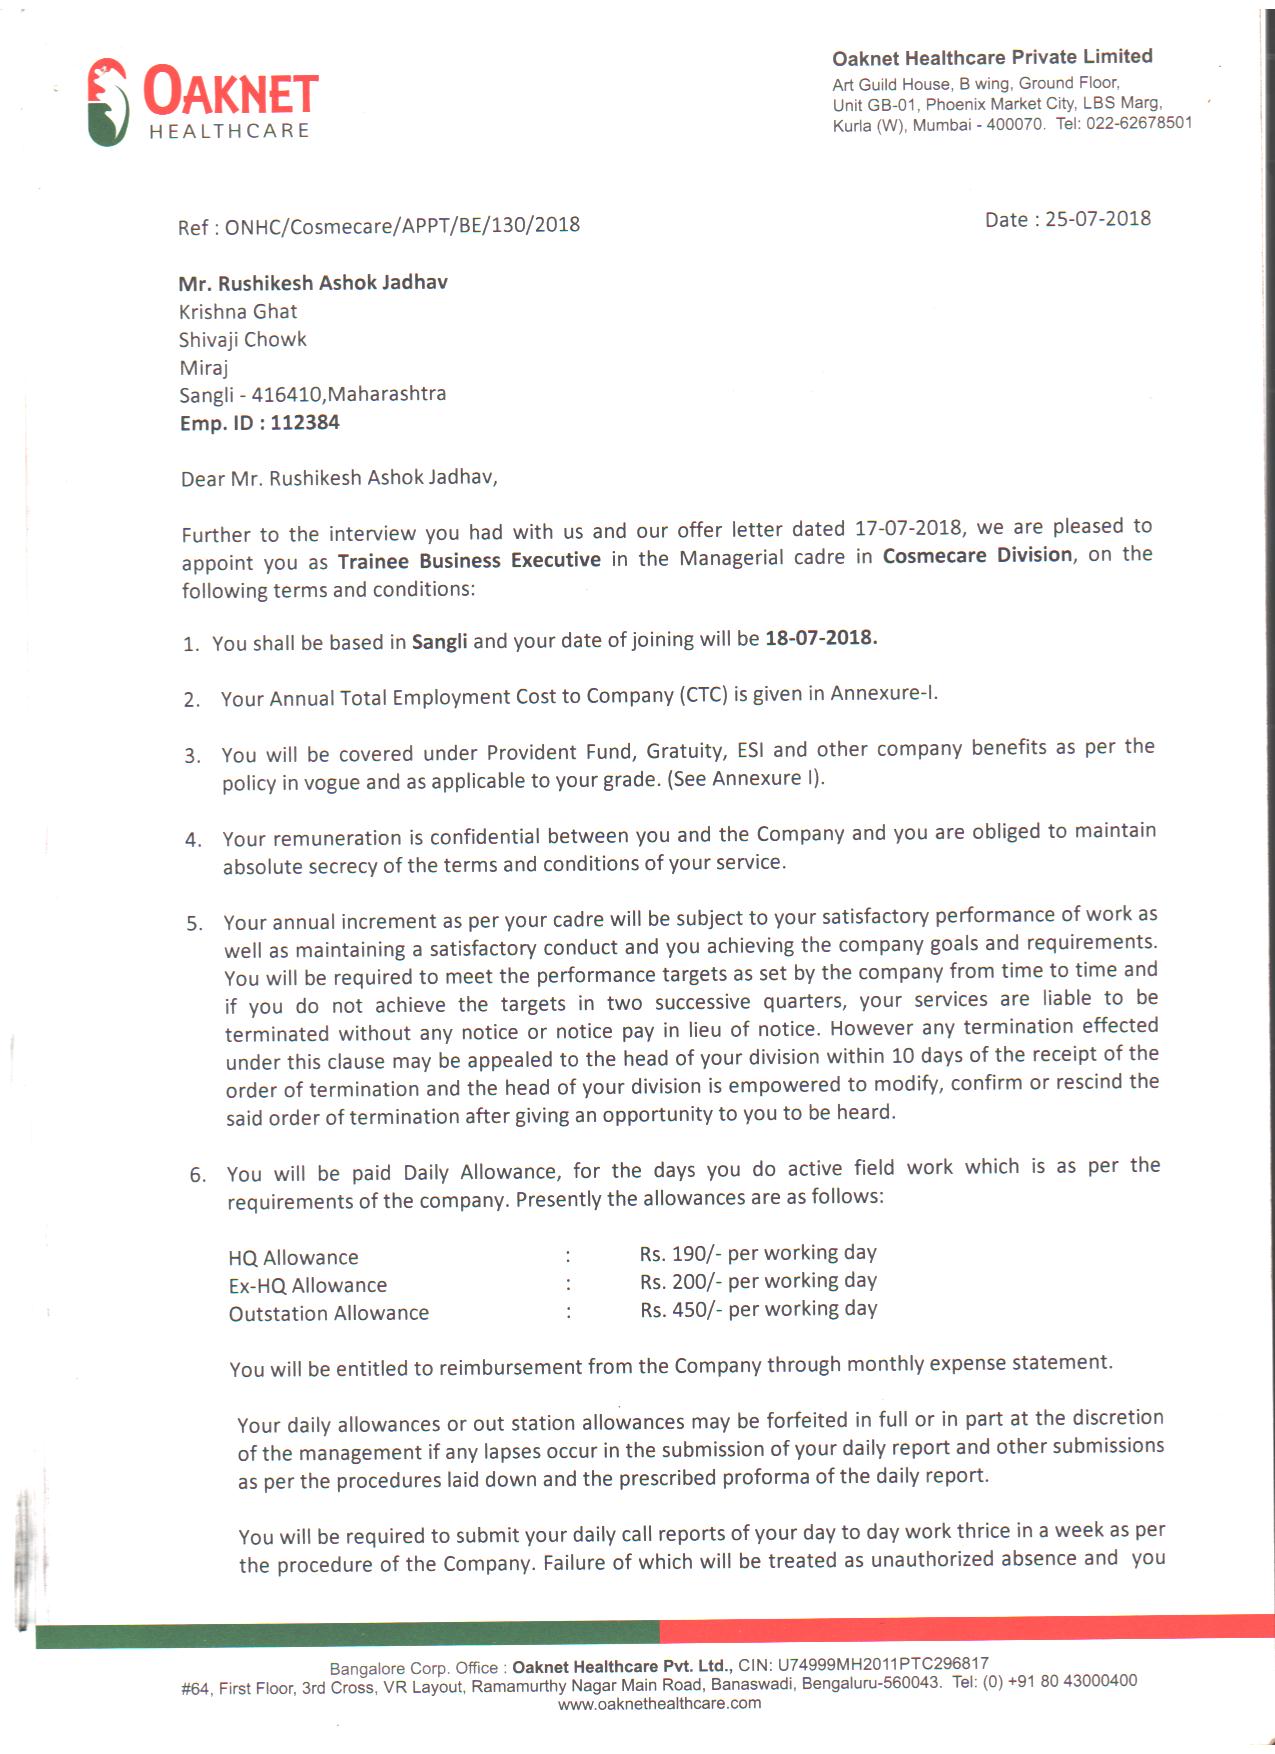 OAKNET
HEALTHCARE
Oaknet Healthcare Private Limited
Art Guild House, B wing, Ground Floor,
Unit GB-01, Phoenix Market City, LBS Marg,
Kurla (W), Mumbai - 400070. Tel: 022-62678501
Ref : ONHC/Cosmecare/APPT/BE/130/2018
Date : 25-07-2018
Mr. Rushikesh Ashok Jadhav
Krishna Ghat
Shivaji Chowk
Miraj
Sangli - 416410,Maharashtra
Emp. ID : 112384
Dear Mr. Rushikesh Ashok Jadhav,
Further to the interview you had with us and our offer letter dated 17-07-2018, we are pleased to
appoint you as Trainee Business Executive in the Managerial cadre in Cosmecare Division, on the
following terms and conditions:
1. You shall be based in Sangli and your date of joining will be 18-07-2018.
2. Your Annual Total Employment Cost to Company (CTC) is given in Annexure-I.
3. You will be covered under Provident Fund, Gratuity, ESI and other company benefits as per the
policy in vogue and as applicable to your grade. (See Annexure I).
4. Your remuneration is confidential between you and the Company and you are obliged to maintain
absolute secrecy of the terms and conditions of your service.
5. Your annual increment as per your cadre will be subject to your satisfactory performance of work as
well as maintaining a satisfactory conduct and you achieving the company goals and requirements.
You will be required to meet the performance targets as set by the company from time to time and
if you do not achieve the targets in two successive quarters, your services are liable to be
terminated without any notice or notice pay in lieu of notice. However any termination effected
under this clause may be appealed to the head of your division within 10 days of the receipt of the
order of termination and the head of your division is empowered to modify, confirm or rescind the
said order of termination after giving an opportunity to you to be heard.
6. You will be paid Daily Allowance, for the days you do active field work which is as per the
requirements of the company. Presently the allowances are as follows:
HQ Allowance : Rs. 190/- per working day
Ex-HQ Allowance : Rs. 200/- per working day
Outstation Allowance : Rs. 450/- per working day
You will be entitled to reimbursement from the Company through monthly expense statement.
Your daily allowances or out station allowances may be forfeited in full or in part at the discretion
of the management if any lapses occur in the submission of your daily report and other submissions
as per the procedures laid down and the prescribed proforma of the daily report.
You will be required to submit your daily call reports of your day to day work thrice in a week as per
the procedure of the Company. Failure of which will be treated as unauthorized absence and you
Bangalore Corp. Office : Oaknet Healthcare Pvt. Ltd., CIN: U74999MH2011PTC296817
#64, First Floor, 3rd Cross, VR Layout, Ramamurthy Nagar Main Road, Banaswadi, Bengaluru-560043. Tel: (0) +91 80 43000400
www.oaknethealthcare.com